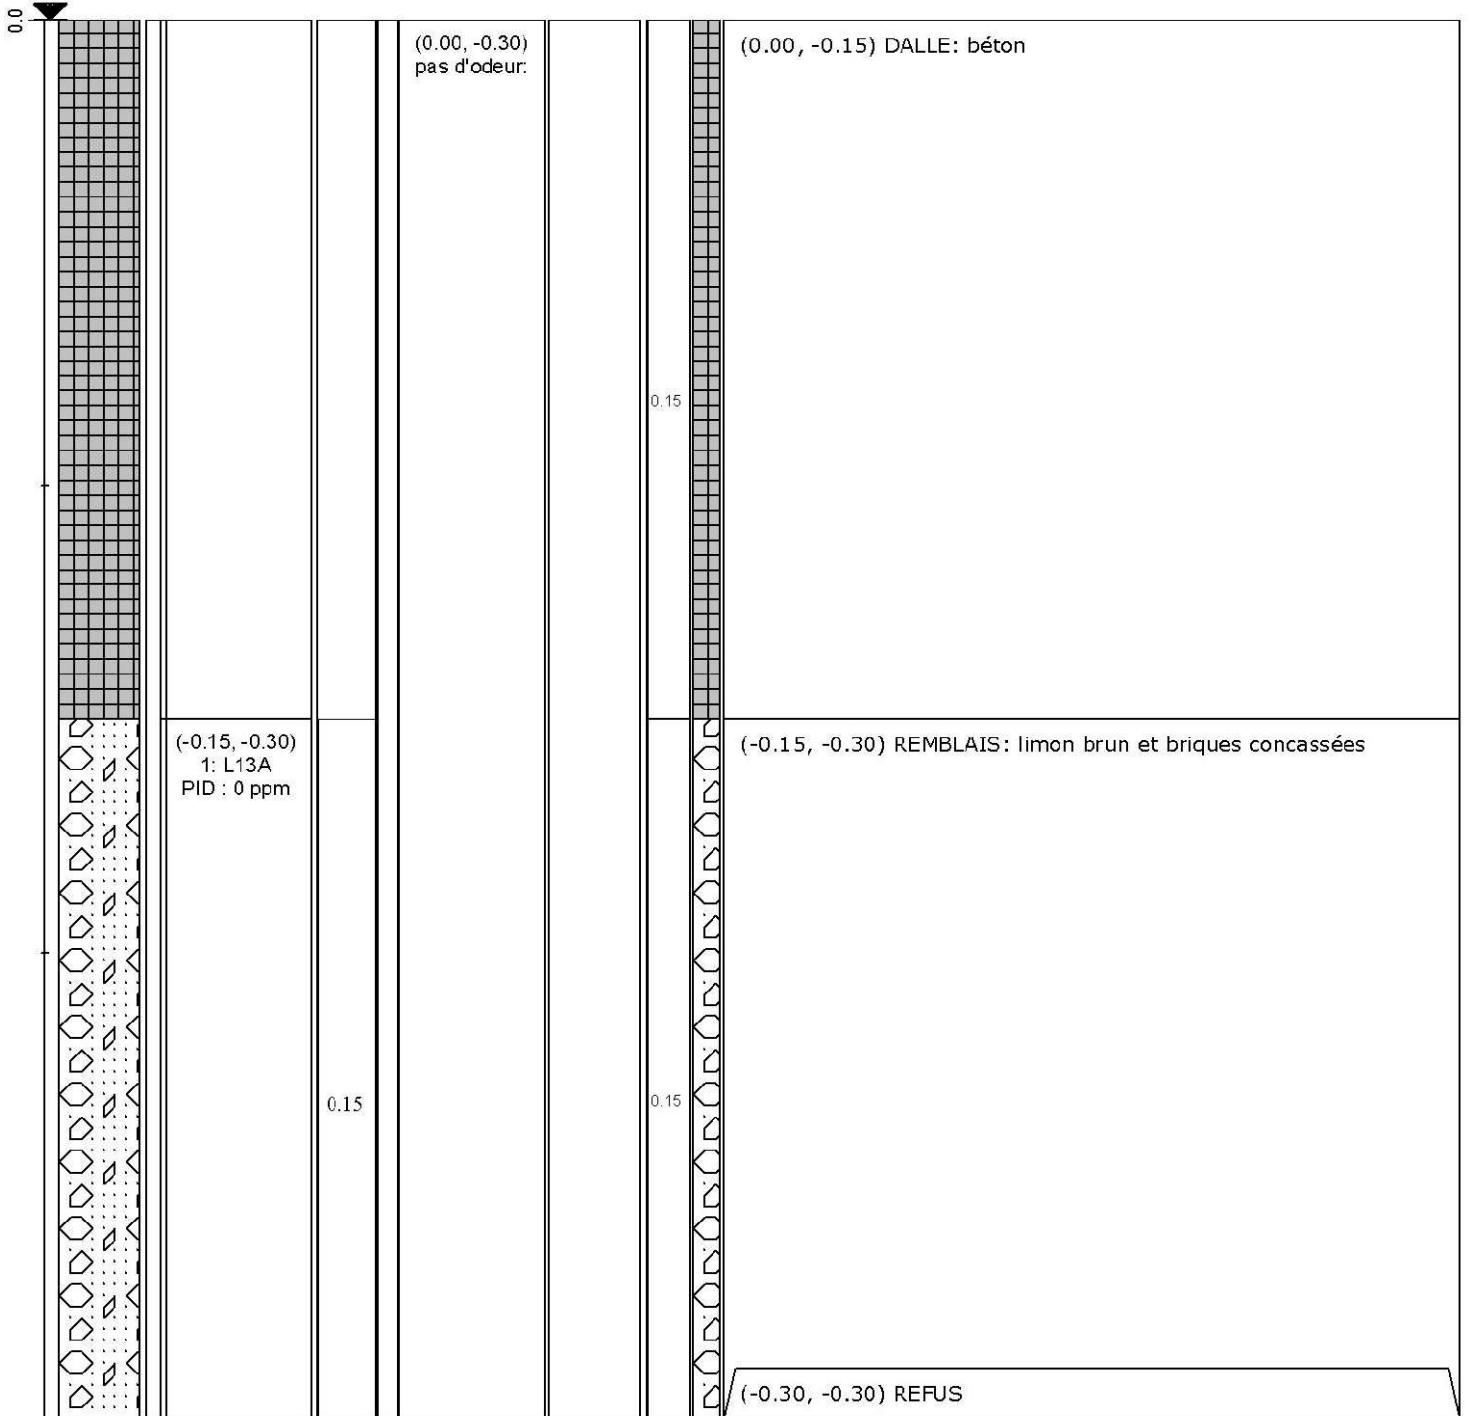 0.0
(0.00, -0.30)
pas d'odeur:
(0.00, -0.15) DALLE: béton
0.15
(-0.15, -0.30)
1: L13A
PID : 0 ppm
(-0.15, -0.30) REMBLAIS: limon brun et briques concassées
0.15
0.15
(-0.30, -0.30) REFUS